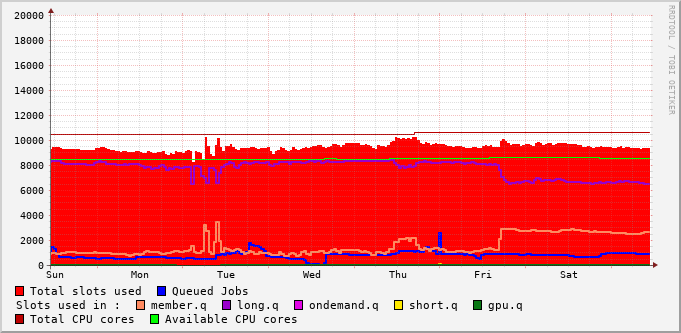 RRDTOOL / TOBI OETIKER
20000
18000
16000
14000
12000
10000
8000
6000
4000
2000
0
Sun Mon Tue Wed Thu Fri Sat
Total slots used Queued Jobs
Slots used in : member.q long.q ondemand.q short.q gpu.q
Total CPU cores Available CPU cores